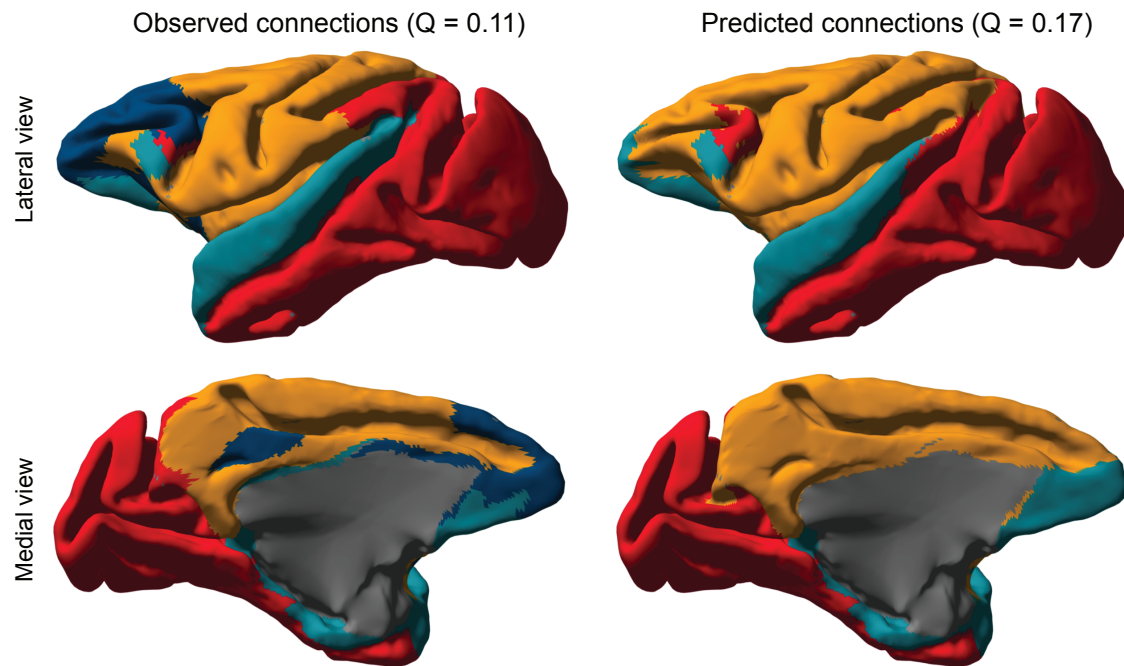 Observed connections (Q = 0.11)
Predicted connections (Q = 0.17)
Lateral view
Medial view